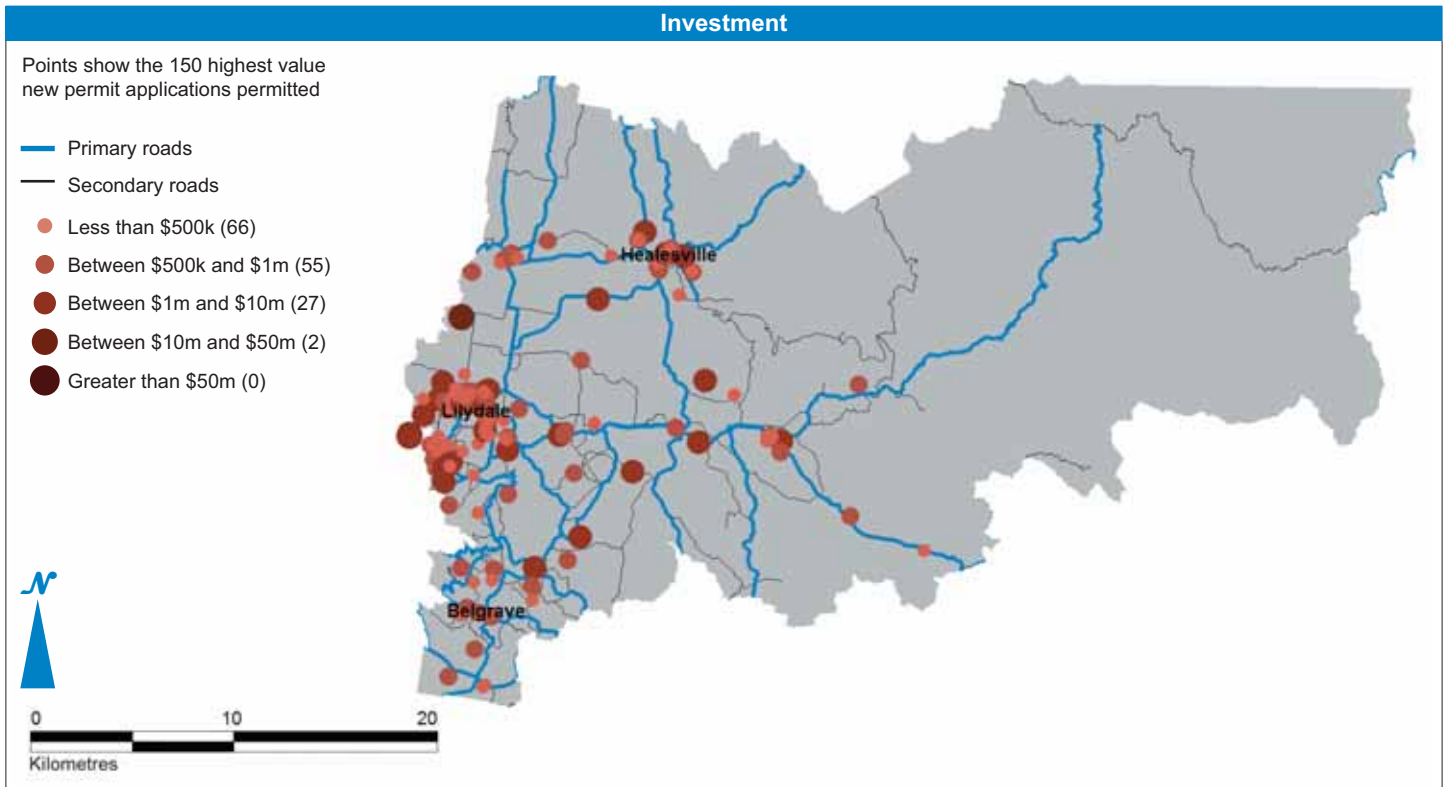 Investment
Points show the 150 highest value
new permit applications permitted
Primary roads
Secondary roads
Less than $500k (66)
Between $500k and $1m (55)
Between $1m and $10m (27)
Between $10m and $50m (2)
Greater than $50m (0)
Healesville
Lilydale
Belgrave
N
0 10 20
Kilometres